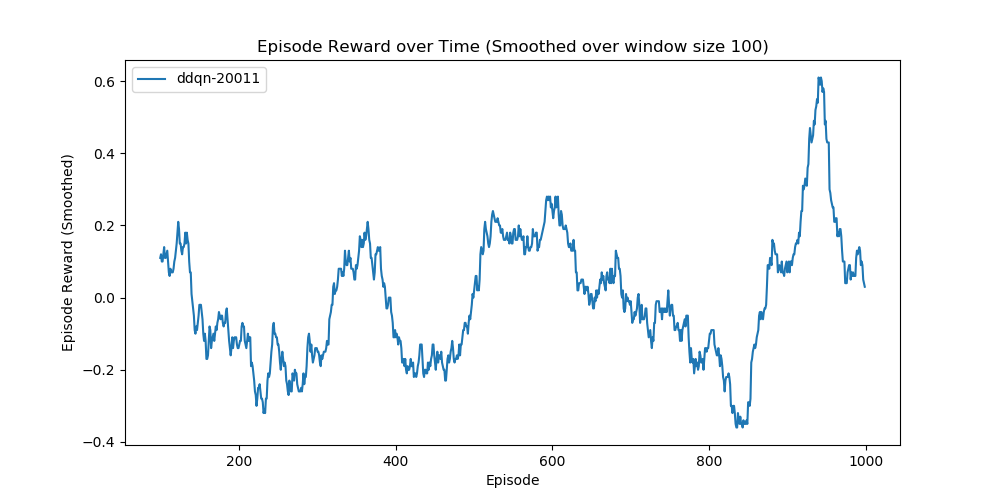 Episode Reward over Time (Smoothed over window size 100)
ddqn-20011
0.6
0.4
0.2
0.0
−0.2
−0.4
Episode Reward (Smoothed)
200 400 600 800 1000
Episode